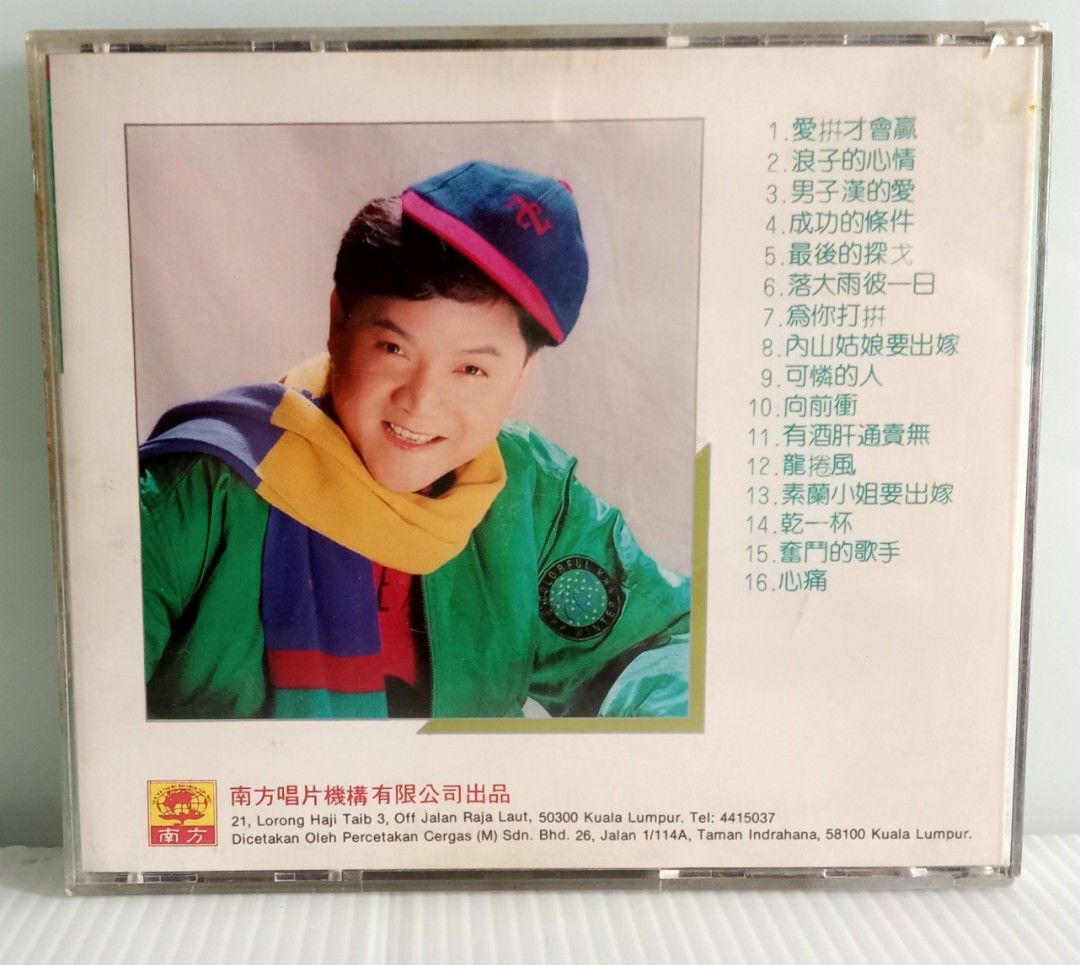 1. 愛拚才會贏
2. 浪子的心情
3. 男子漢的愛
4. 成功的條件
5. 最後的探戈
6. 落大雨彼一日
7. 為你打拚
8. 內山姑娘要出嫁
9. 可憐的人
10. 向前衝
11. 有酒肝通賣無
12. 龍捲風
13. 素蘭小姐要出嫁
14. 乾一杯
15. 奮鬥的歌手
16. 心痛
COLORFUL
WINTER
南方
南方唱片機構有限公司出品
21, Lorong Haji Taib 3, Off Jalan Raja Laut, 50300 Kuala Lumpur. Tel: 4415037
Dicetakan Oleh Percetakan Cergas (M) Sdn. Bhd. 26, Jalan 1/114A, Taman Indrahana, 58100 Kuala Lumpur.